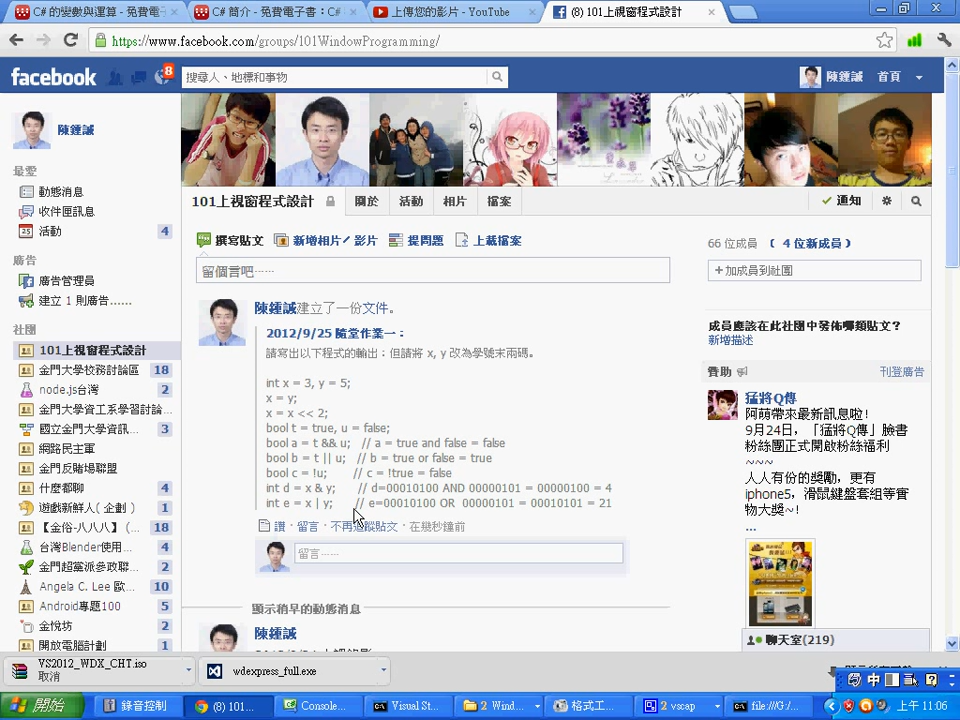 C# 的變數與運算 - 免費電子
C# 簡介 - 免費電子書：C#
上傳您的影片 - YouTube
(8) 101上視窗程式設計
https://www.facebook.com/groups/101WindowProgramming/
facebook
8
搜尋人、地標和事物
陳鍾誠
首頁
陳鍾誠
最愛
動態消息
收件匣訊息
活動
4
廣告
廣告管理員
建立 1 則廣告......
社團
101上視窗程式設計
金門大學校務討論區
18
node.js台灣
2
金門大學資工系學習討論...
國立金門大學資訊...
3
網路民主軍
金門反賭場聯盟
什麼都聊
4
遊戲新鮮人( 企劃 )
1
【金俗-八八八】(...
18
台灣Blender使用...
4
金門超黨派參政聯...
2
Angela C. Lee 歐...
10
Android專題100
5
金悅坊
2
開放電腦計劃
1
101上視窗程式設計
關於
活動
相片
檔案
通知
撰寫貼文
新增相片／影片
提問題
上載檔案
留個言吧......
陳鍾誠建立了一份文件。
2012/9/25 隨堂作業一：
請寫出以下程式的輸出：但請將 x, y 改為學號末兩碼。
int x = 3, y = 5;
x = y;
x = x << 2;
bool t = true, u = false;
bool a = t && u; // a = true and false = false
bool b = t || u; // b = true or false = true
bool c = !u; // c = !true = false
int d = x & y; // d=00010100 AND 00000101 = 00000100 = 4
int e = x | y; // e=00010100 OR 00000101 = 00010101 = 21
讚 · 留言 · 不再追蹤貼文 · 在幾秒鐘前
留言......
顯示稍早的動態消息
陳鍾誠
66 位成員
( 4 位新成員 )
+加成員到社團
成員應該在此社團中發佈哪類貼文？
新增描述
贊助
刊登廣告
猛將Q傳
阿萌帶來最新訊息啦!
9月24日，「猛將Q傳」臉書
粉絲團正式開啟粉絲福利
~~~
人人有份的獎勵，更有
iphone5，滑鼠鍵盤套組等實
物大獎~!
...
聊天室(219)
VS2012_WDX_CHT.iso
取消
wdexpress_full.exe
中
開始
錄音控制
(8) 101...
Console...
Visual St...
2 Wind...
格式工...
2 vscap
file:///G:/...
上午 11:06